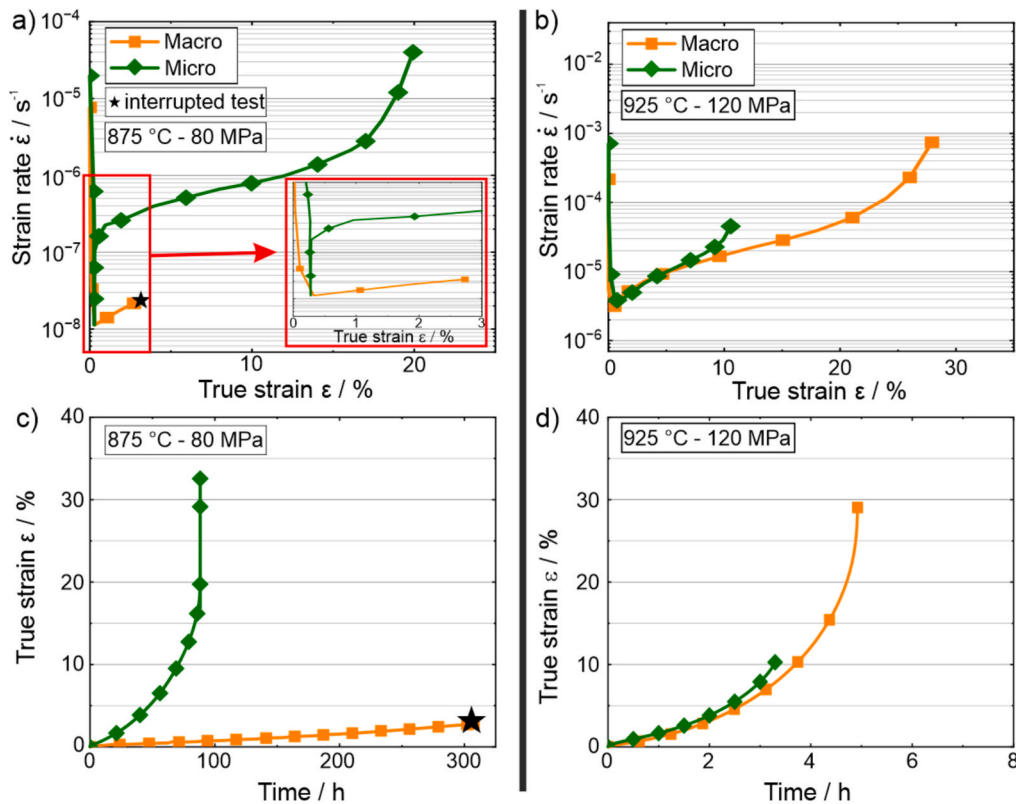 a)
Strain rate ε̇ / s⁻¹
10⁻⁴
10⁻⁵
10⁻⁶
10⁻⁷
10⁻⁸
Macro
Micro
★ interrupted test
875 °C - 80 MPa
0 1 2 3
True strain ε / %
0 10 20
True strain ε / %
b)
Strain rate ε̇ / s⁻¹
10⁻²
10⁻³
10⁻⁴
10⁻⁵
10⁻⁶
Macro
Micro
925 °C - 120 MPa
0 10 20 30
True strain ε / %
c)
True strain ε / %
40
30
20
10
0
875 °C - 80 MPa
0 100 200 300
Time / h
d)
True strain ε / %
40
30
20
10
0
925 °C - 120 MPa
0 2 4 6 8
Time / h